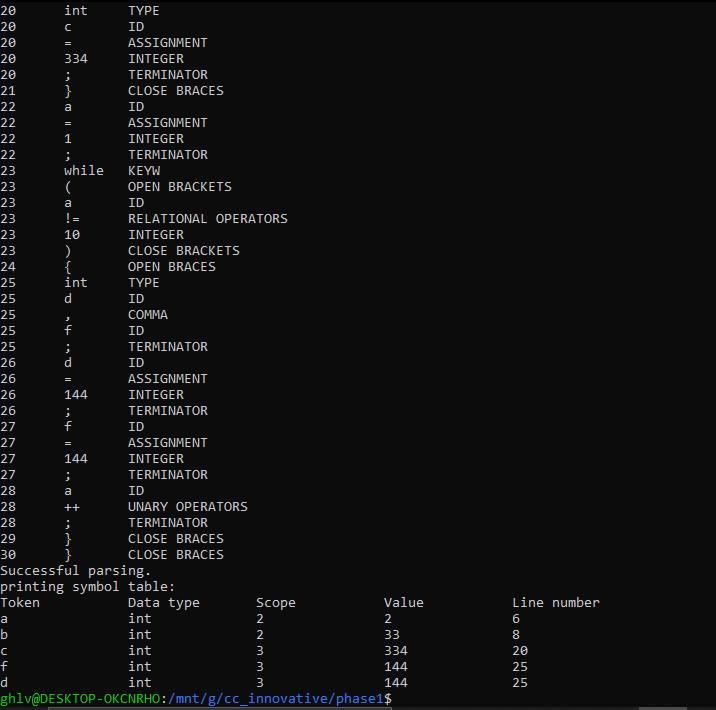 20 int TYPE
20 c ID
20 = ASSIGNMENT
20 334 INTEGER
20 ; TERMINATOR
21 } CLOSE BRACES
22 a ID
22 = ASSIGNMENT
22 1 INTEGER
22 ; TERMINATOR
23 while KEYW
23 ( OPEN BRACKETS
23 a ID
23 != RELATIONAL OPERATORS
23 10 INTEGER
23 ) CLOSE BRACKETS
24 { OPEN BRACES
25 int TYPE
25 d ID
25 , COMMA
25 f ID
25 ; TERMINATOR
26 d ID
26 = ASSIGNMENT
26 144 INTEGER
26 ; TERMINATOR
27 f ID
27 = ASSIGNMENT
27 144 INTEGER
27 ; TERMINATOR
28 a ID
28 ++ UNARY OPERATORS
28 ; TERMINATOR
29 } CLOSE BRACES
30 } CLOSE BRACES
Successful parsing.
printing symbol table:
Token Data type Scope Value Line number
a int 2 2 6
b int 2 33 8
c int 3 334 20
f int 3 144 25
d int 3 144 25
ghlv@DESKTOP-OKCNRHO:/mnt/g/cc_innovative/phase1$